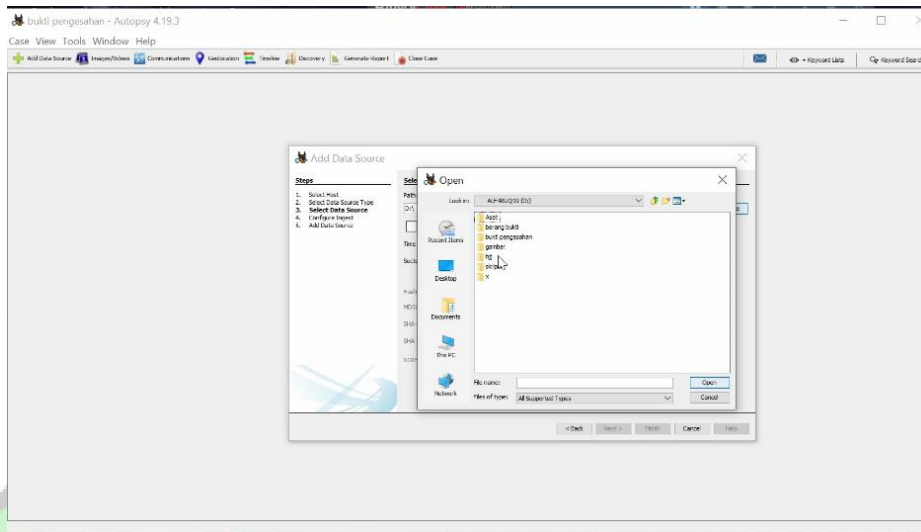 bukti pengesahan - Autopsy 4.19.3
Case View Tools Window Help
Add Data Source Images/Videos Communications Geolocation Timeline Discovery Generate Report Close Case Keyword Lists Keyword Search
Add Data Source
Steps
1. Select Host
2. Select Data Source Type
3. Select Data Source
4. Configure Ingest
5. Add Data Source
Open
Look in:
Recent Items
Desktop
Documents
This PC
Network
Aset
barang bukti
bukti pengesahan
gambar
x
File name:
Open
Files of type: All Supported Types
Cancel
< Back Next > Finish Cancel Help